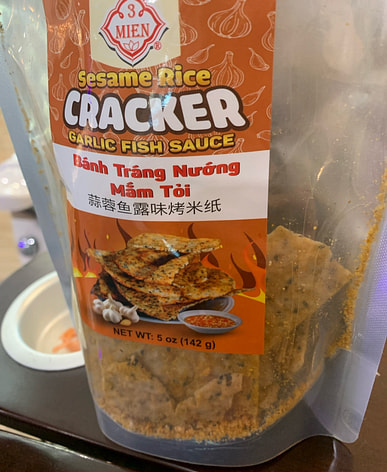 3
MIEN
®
Sesame Rice
CRACKER
GARLIC FISH SAUCE
Bánh Tráng Nướng
Mắm Tỏi
蒜蓉鱼露味烤米纸
NET WT: 5 oz (142 g)